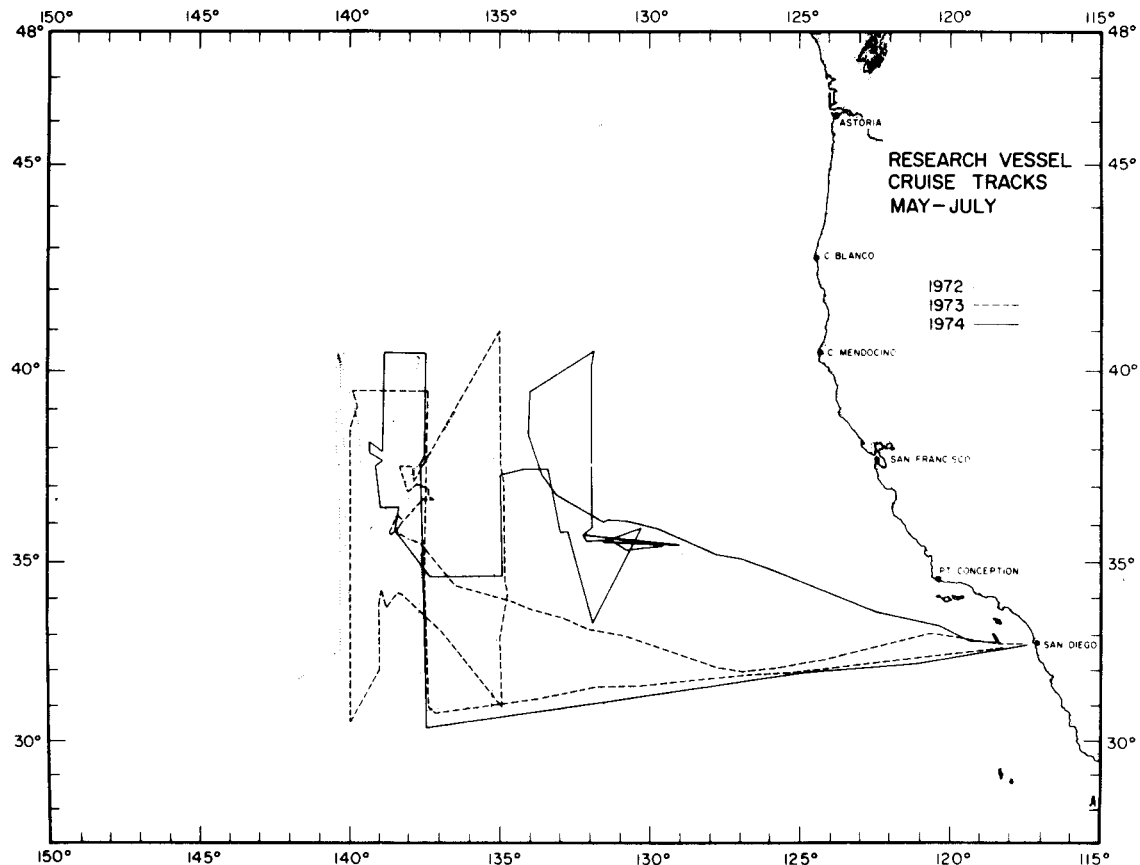 150° 145° 140° 135° 130° 125° 120° 115°
48° 48°
ASTORIA
45° 45°
RESEARCH VESSEL
CRUISE TRACKS
MAY-JULY
C BLANCO
1972
1973
1974
C. MENDOCINO
40° 40°
SAN FRANCISCO
35° 35°
PT. CONCEPTION
SAN DIEGO
30° 30°
A
150° 145° 140° 135° 130° 125° 120° 115°